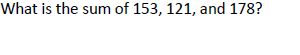 What is the sum of 153, 121, and 178?